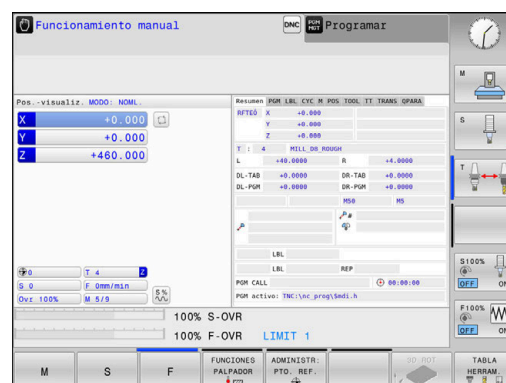 Funcionamiento manual
DNC
PGM MGT
Programar
Pos.-visualiz. MODO: NOML.
X +0.000
Y +0.000
Z +460.000
0
T 4 Z
S 0
F 0mm/min
Ovr 100%
M 5/9
S %
Resumen PGM LBL CYC M POS TOOL TT TRANS QPARA
RFTEÓ X +0.000
Y +0.000
Z +0.000
T : 4 MILL_D8_ROUGH
L +40.0000 R +4.0000
DL-TAB +0.0000 DR-TAB +0.0000
DL-PGM +0.0000 DR-PGM +0.0000
M50 M5
P #
LBL
LBL REP
PGM CALL 00:00:00
PGM activo: TNC:\nc_prog\$mdi.h
100% S-OVR
100% F-OVR LIMIT 1
M
S
T
S100%
OFF ON
F100% W
OFF ON
M
S
F
FUNCIONES PALPADOR
ADMINISTR: PTO. REF.
3D ROT
TABLA HERRAM.